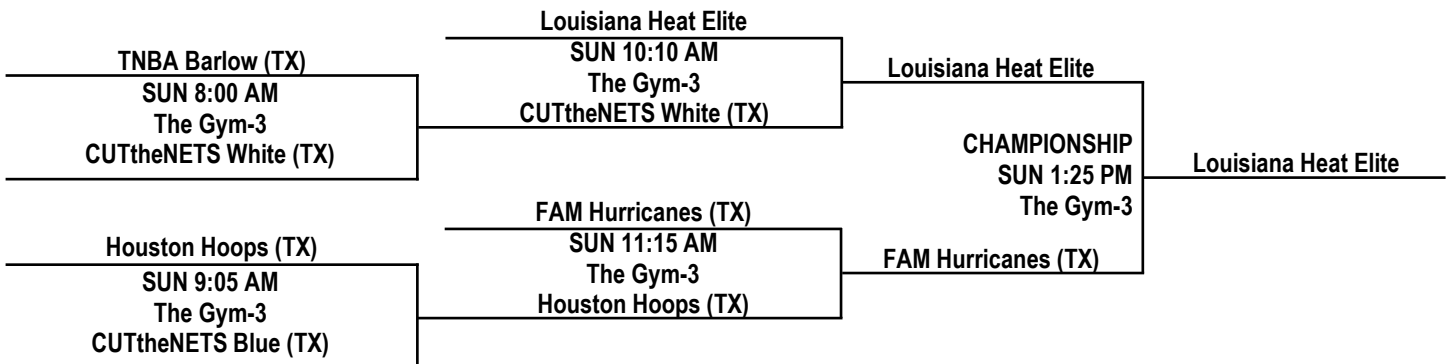 TNBA Barlow (TX)
SUN 8:00 AM
The Gym-3
CUTtheNETS White (TX)
Houston Hoops (TX)
SUN 9:05 AM
The Gym-3
CUTtheNETS Blue (TX)
Louisiana Heat Elite
SUN 10:10 AM
The Gym-3
CUTtheNETS White (TX)
FAM Hurricanes (TX)
SUN 11:15 AM
The Gym-3
Houston Hoops (TX)
Louisiana Heat Elite
CHAMPIONSHIP
SUN 1:25 PM
The Gym-3
FAM Hurricanes (TX)
Louisiana Heat Elite